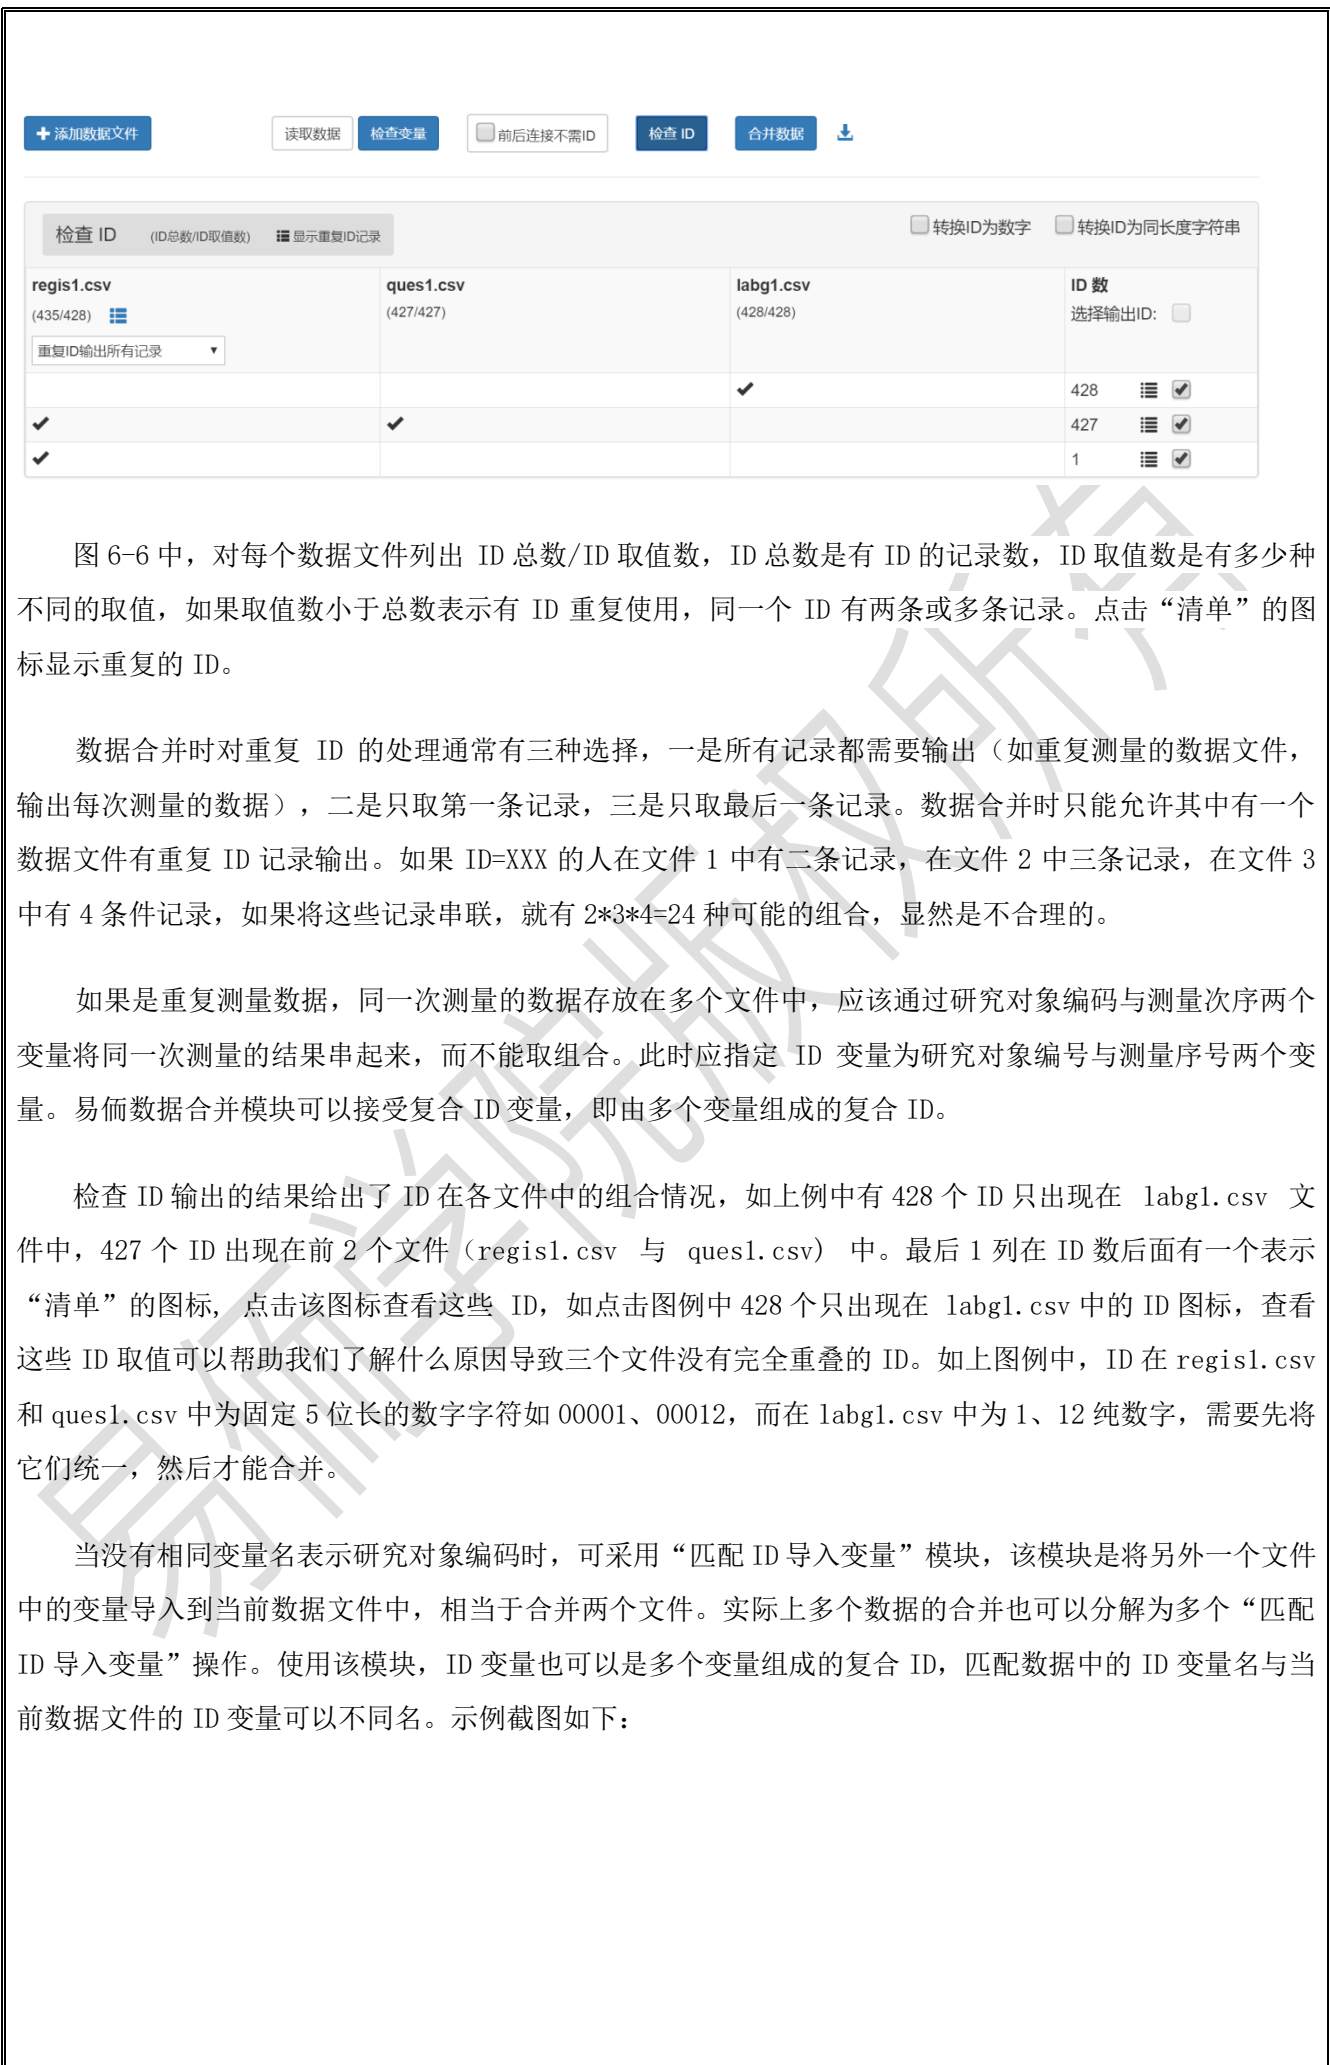 添加数据文件 读取数据 检查变量 前后连接不需ID 检查 ID 合并数据
检查 ID (ID总数/ID取值数) 显示重复ID记录 转换ID为数字 转换ID为同长度字符串
regis1.csv ques1.csv labg1.csv ID 数
(435/428) (427/427) (428/428) 选择输出ID:
重复ID输出所有记录
428
427
1
图 6-6 中，对每个数据文件列出 ID 总数/ID 取值数，ID 总数是有 ID 的记录数，ID 取值数是有多少种
不同的取值，如果取值数小于总数表示有 ID 重复使用，同一个 ID 有两条或多条记录。点击“清单”的图
标显示重复的 ID。
数据合并时对重复 ID 的处理通常有三种选择，一是所有记录都需要输出（如重复测量的数据文件，
输出每次测量的数据），二是只取第一条记录，三是只取最后一条记录。数据合并时只能允许其中有一个
数据文件有重复 ID 记录输出。如果 ID=XXX 的人在文件 1 中有二条记录，在文件 2 中三条记录，在文件 3
中有 4 条件记录，如果将这些记录串联，就有 2*3*4=24 种可能的组合，显然是不合理的。
如果是重复测量数据，同一次测量的数据存放在多个文件中，应该通过研究对象编码与测量次序两个
变量将同一次测量的结果串起来，而不能取组合。此时应指定 ID 变量为研究对象编号与测量序号两个变
量。易侕数据合并模块可以接受复合 ID 变量，即由多个变量组成的复合 ID。
检查 ID 输出的结果给出了 ID 在各文件中的组合情况，如上例中有 428 个 ID 只出现在 labg1.csv 文
件中，427 个 ID 出现在前 2 个文件（regis1.csv 与 ques1.csv) 中。最后 1 列在 ID 数后面有一个表示
“清单”的图标, 点击该图标查看这些 ID，如点击图例中 428 个只出现在 labg1.csv 中的 ID 图标，查看
这些 ID 取值可以帮助我们了解什么原因导致三个文件没有完全重叠的 ID。如上图例中，ID 在 regis1.csv
和 ques1.csv 中为固定 5 位长的数字字符如 00001、00012，而在 labg1.csv 中为 1、12 纯数字，需要先将
它们统一，然后才能合并。
当没有相同变量名表示研究对象编码时，可采用“匹配 ID 导入变量”模块，该模块是将另外一个文件
中的变量导入到当前数据文件中，相当于合并两个文件。实际上多个数据的合并也可以分解为多个“匹配
ID 导入变量”操作。使用该模块，ID 变量也可以是多个变量组成的复合 ID，匹配数据中的 ID 变量名与当
前数据文件的 ID 变量可以不同名。示例截图如下：
易侕学院版权所有